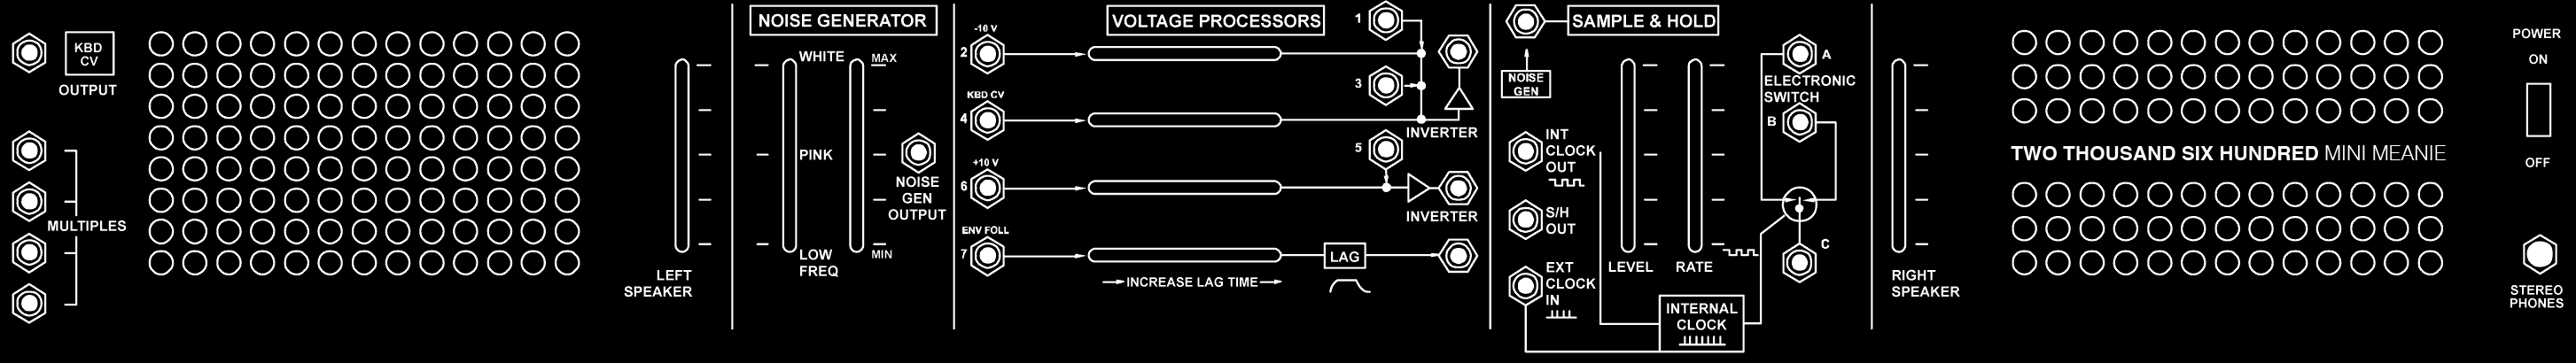 KBD
CV
OUTPUT
MULTIPLES
LEFT
SPEAKER
NOISE GENERATOR
WHITE
PINK
LOW
FREQ
MAX
MIN
NOISE
GEN
OUTPUT
VOLTAGE PROCESSORS
-10 V
2
KBD CV
4
+10 V
6
ENV FOLL
7
1
3
INVERTER
5
INVERTER
LAG
INCREASE LAG TIME
SAMPLE & HOLD
NOISE
GEN
INT
CLOCK
OUT
S/H
OUT
EXT
CLOCK
IN
LEVEL
RATE
A
ELECTRONIC
SWITCH
B
C
INTERNAL
CLOCK
RIGHT
SPEAKER
TWO THOUSAND SIX HUNDRED MINI MEANIE
POWER
ON
OFF
STEREO
PHONES